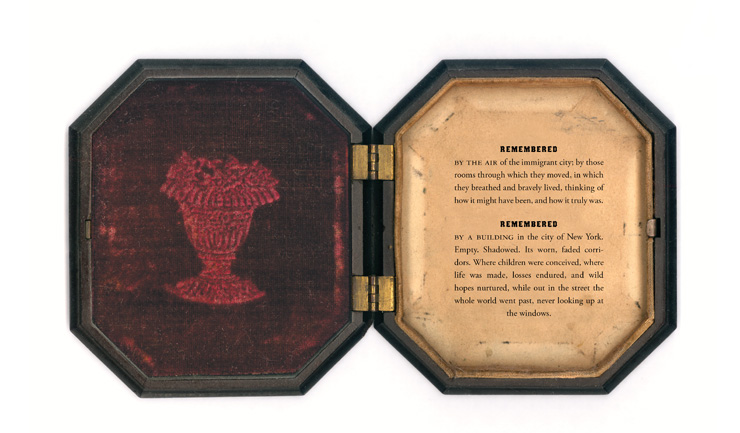 REMEMBERED
BY THE AIR of the immigrant city; by those
rooms through which they moved, in which
they breathed and bravely lived, thinking of
how it might have been, and how it truly was.
REMEMBERED
BY A BUILDING in the city of New York.
Empty. Shadowed. Its worn, faded corri-
dors. Where children were conceived, where
life was made, losses endured, and wild
hopes nurtured, while out in the street the
whole world went past, never looking up at
the windows.